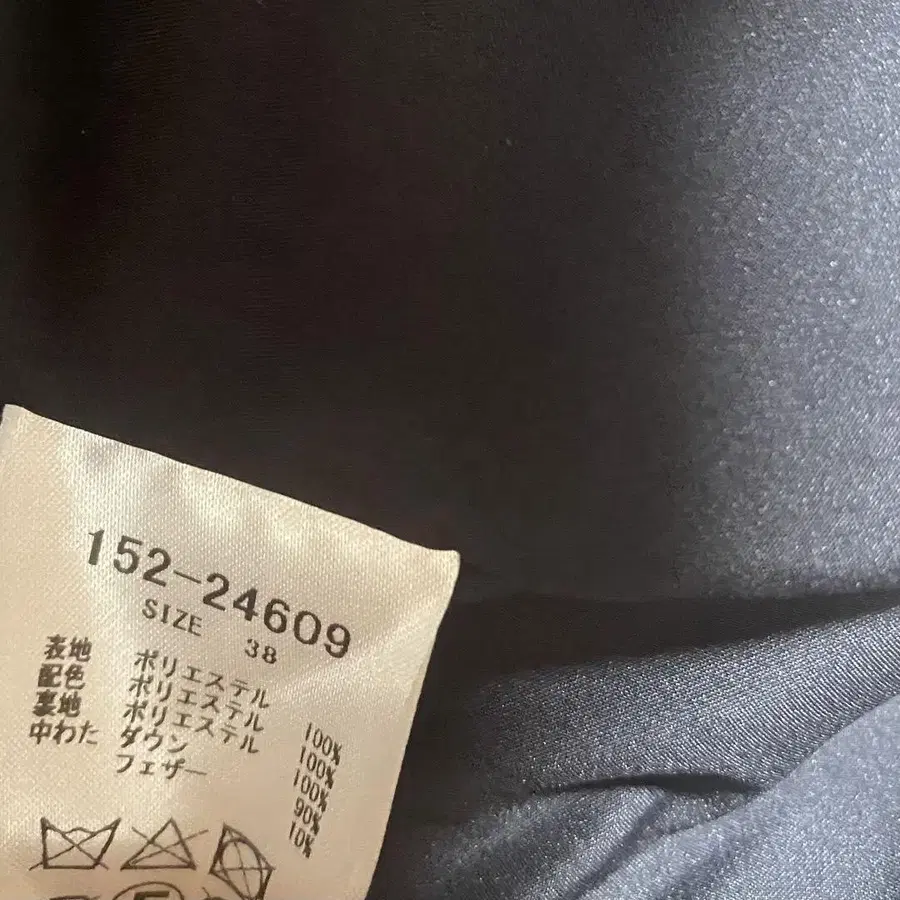 152-24609
SIZE 38
表地 ポリエステル 100%
配色 ポリエステル 100%
裏地 ポリエステル 100%
中わた ダウン 90%
フェザー 10%